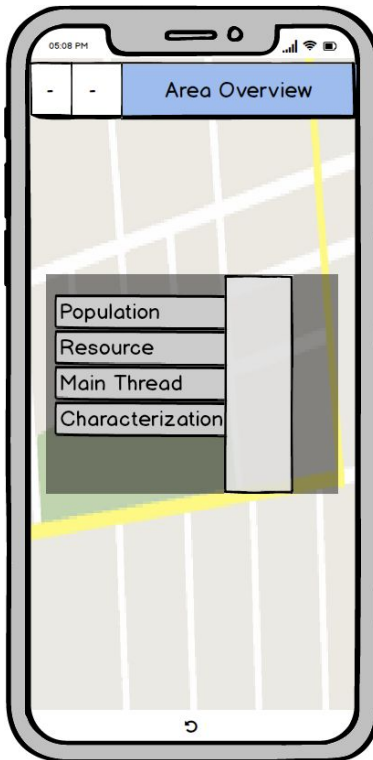 05:08 PM
- - Area Overview
Population
Resource
Main Thread
Characterization